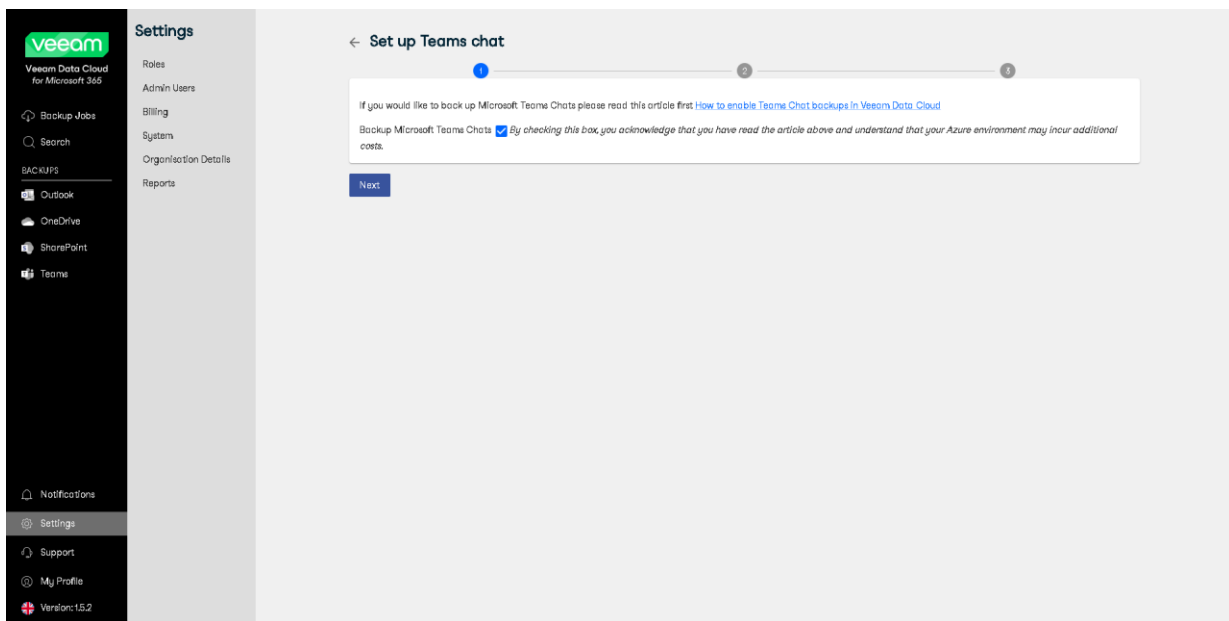 veeam
Veeam Data Cloud
for Microsoft 365
Backup Jobs
Search
BACKUPS
Outlook
OneDrive
SharePoint
Teams
Notifications
Settings
Support
My Profile
Version: 1.5.2
Settings
Roles
Admin Users
Billing
System
Organisation Details
Reports
← Set up Teams chat
1
2
3
If you would like to back up Microsoft Teams Chats please read this article first How to enable Teams Chat backups in Veeam Data Cloud
Backup Microsoft Teams Chats By checking this box, you acknowledge that you have read the article above and understand that your Azure environment may incur additional
costs.
Next